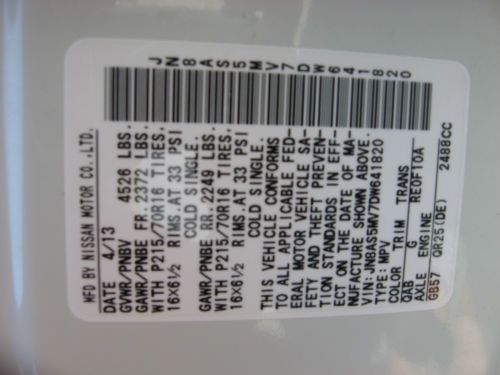 MFD BY NISSAN MOTOR CO.,LTD.
DATE 4/13
GVWR/PNBV 4526 LBS.
GAWR/PNBE FR.2372 LBS.
WITH P215/70R16 TIRES.
16X6½ RIMS.AT 33 PSI
COLD SINGLE.
GAWR/PNBE RR.2249 LBS.
WITH P215/70R16 TIRES.
16X6½ RIMS.AT 33 PSI
COLD SINGLE.
THIS VEHICLE CONFORMS
TO ALL APPLICABLE FED-
ERAL MOTOR VEHICLE SA-
FETY AND THEFT PREVEN-
TION STANDARDS IN EFF-
ECT ON THE DATE OF MA-
NUFACTURE SHOWN ABOVE.
VIN:JN8AS5MV7DW641820
TYPE:MPV
COLOR TRIM TRANS
QAB G RE0F10A
AXLE ENGINE
GB57 QR25(DE) 2488CC
JN8AS5MV7DW641820